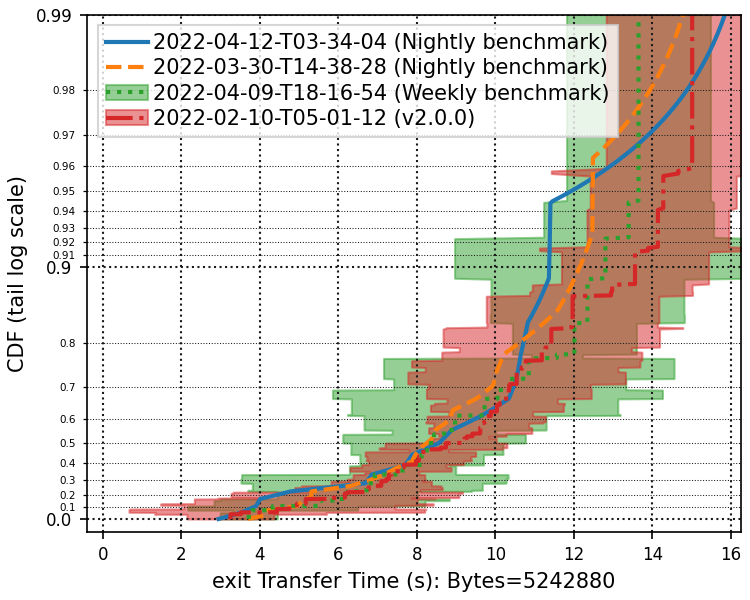 0.99
2022-04-12-T03-34-04 (Nightly benchmark)
2022-03-30-T14-38-28 (Nightly benchmark)
2022-04-09-T18-16-54 (Weekly benchmark)
2022-02-10-T05-01-12 (v2.0.0)
0.98
0.97
0.96
0.95
0.94
0.93
0.92
0.91
0.9
0.8
0.7
0.6
0.5
0.4
0.3
0.2
0.1
0.0
CDF (tail log scale)
0 2 4 6 8 10 12 14 16
exit Transfer Time (s): Bytes=5242880